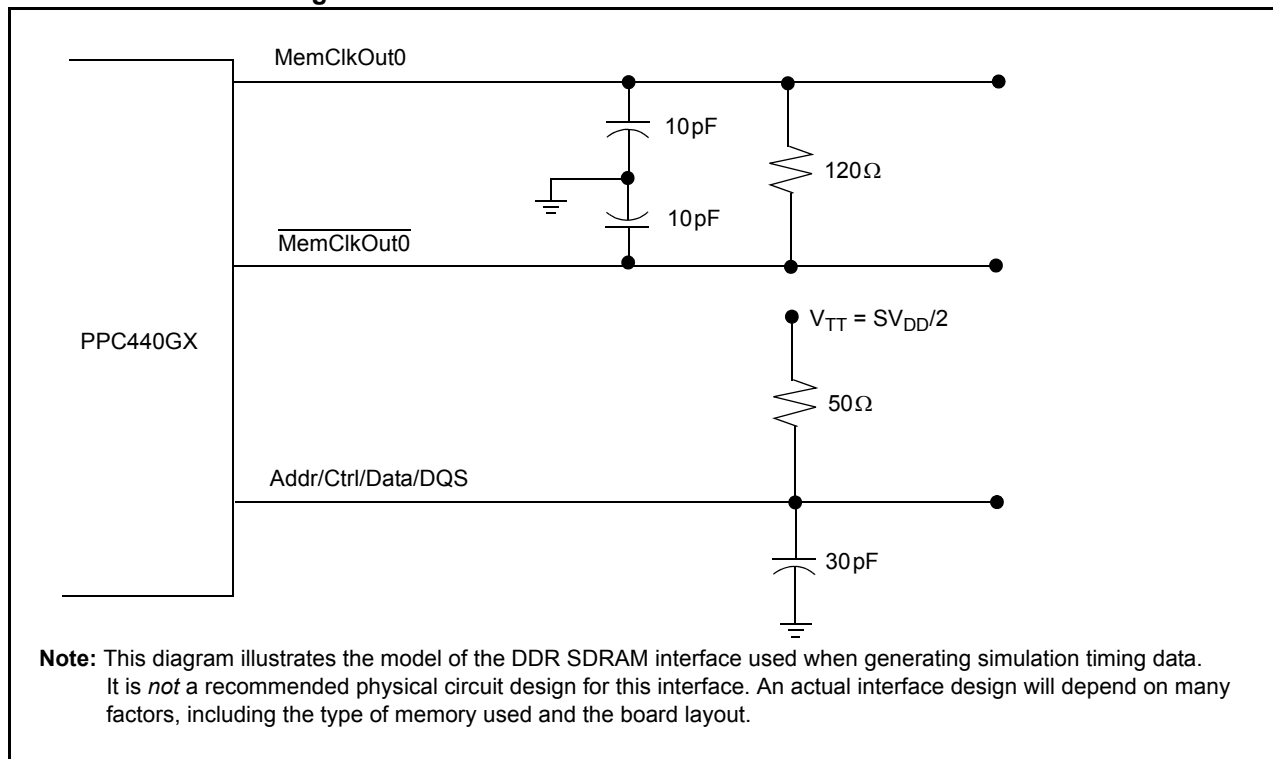 MemClkOut0
10pF
120Ω
10pF
MemClkOut0
V_TT = SV_DD/2
PPC440GX
50Ω
Addr/Ctrl/Data/DQS
30pF
Note: This diagram illustrates the model of the DDR SDRAM interface used when generating simulation timing data.
It is not a recommended physical circuit design for this interface. An actual interface design will depend on many
factors, including the type of memory used and the board layout.